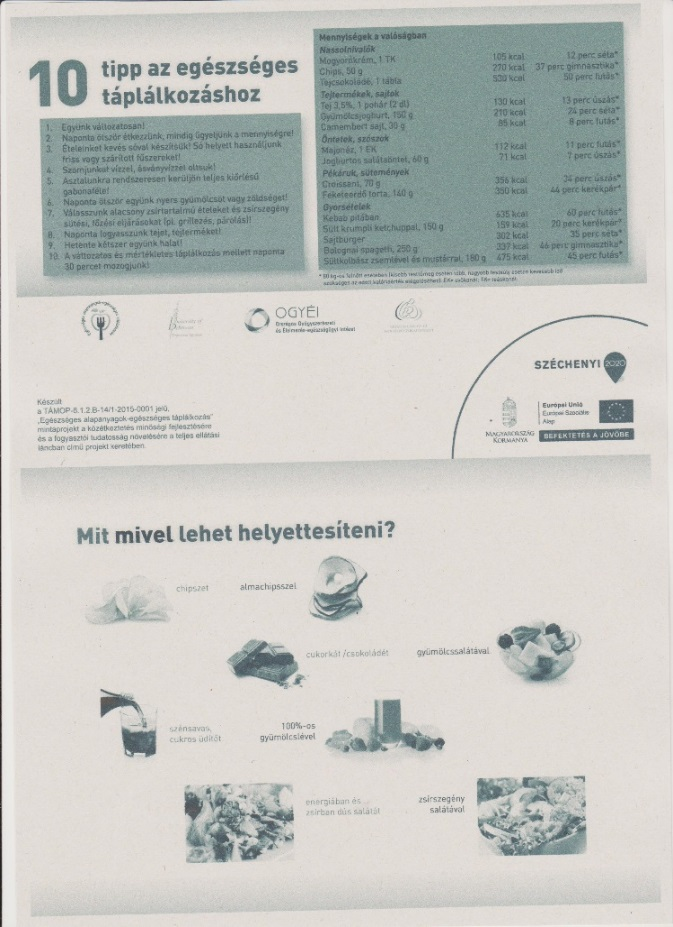 10 tipp az egészséges
táplálkozáshoz
1. Együnk változatosan!
2. Naponta ötször étkezzünk, mindig ügyeljünk a mennyiségre!
3. Ételeinket kevés sóval készítsük! Só helyett használjunk
friss vagy szárított fűszereket!
4. Szomjunkat vízzel, ásványvízzel oltsuk!
5. Asztalunkra rendszeresen kerüljön teljes kiőrlésű
gabonaféle!
6. Naponta ötször együnk nyers gyümölcsöt vagy zöldséget!
7. Válasszunk alacsony zsírtartalmú ételeket és zsírszegény
sütési, főzési eljárásokat (pl. grillezés, párolás)!
8. Naponta fogyasszunk tejet, tejterméket!
9. Hetente kétszer együnk halat!
10. A változatos és mértékletes táplálkozás mellett naponta
30 percet mozogjunk!
Mennyiségek a valóságban
Nassolnivalók
Mogyorókrém, 1 TK 105 kcal 12 perc séta*
Chips, 50 g 270 kcal 37 perc gimnasztika*
Tejcsokoládé, 1 tábla 530 kcal 50 perc futás*
Tejtermékek, sajtok
Tej 3,5%, 1 pohár (2 dl) 130 kcal 13 perc úszás*
Gyümölcsjoghurt, 150 g 210 kcal 24 perc séta*
Camembert sajt, 30 g 85 kcal 8 perc futás*
Öntetek, szószok
Majonéz, 1 EK 112 kcal 11 perc futás*
Joghurtos salátaöntet, 60 g 71 kcal 7 perc úszás*
Pékáruk, sütemények
Croissant, 70 g 356 kcal 34 perc úszás*
Feketeerdő torta, 140 g 350 kcal 44 perc kerékpár*
Gyorsételek
Kebab pitában 635 kcal 60 perc futás*
Sült krumpli ketchuppal, 150 g 159 kcal 20 perc kerékpár*
Sajtburger 302 kcal 35 perc séta*
Bolognai spagetti, 250 g 337 kcal 46 perc gimnasztika*
Sültkolbász zsemlével és mustárral, 180 g 475 kcal 45 perc futás*
OGYÉI
Országos Gyógyszerészeti
és Élelmezés-egészségügyi Intézet
SZÉCHENYI 2020
Készült
a TÁMOP-6.1.2.B-14/1-2015-0001 jelű,
„Egészséges alapanyagok-egészséges táplálkozás"
mintaprojekt a közétkeztetés minőségi fejlesztésére
és a fogyasztói tudatosság növelésére a teljes ellátási
láncban című projekt keretében.
MAGYARORSZÁG
KORMÁNYA
Európai Unió
Európai Szociális
Alap
BEFEKTETÉS A JÖVŐBE
Mit mivel lehet helyettesíteni?
chipszet almachipsszel
cukorkát /csokoládét gyümölcssalátával
szénsavas,
cukros üdítőt
100%-os
gyümölcslével
energiában és
zsírban dús salátát
zsírszegény
salátával